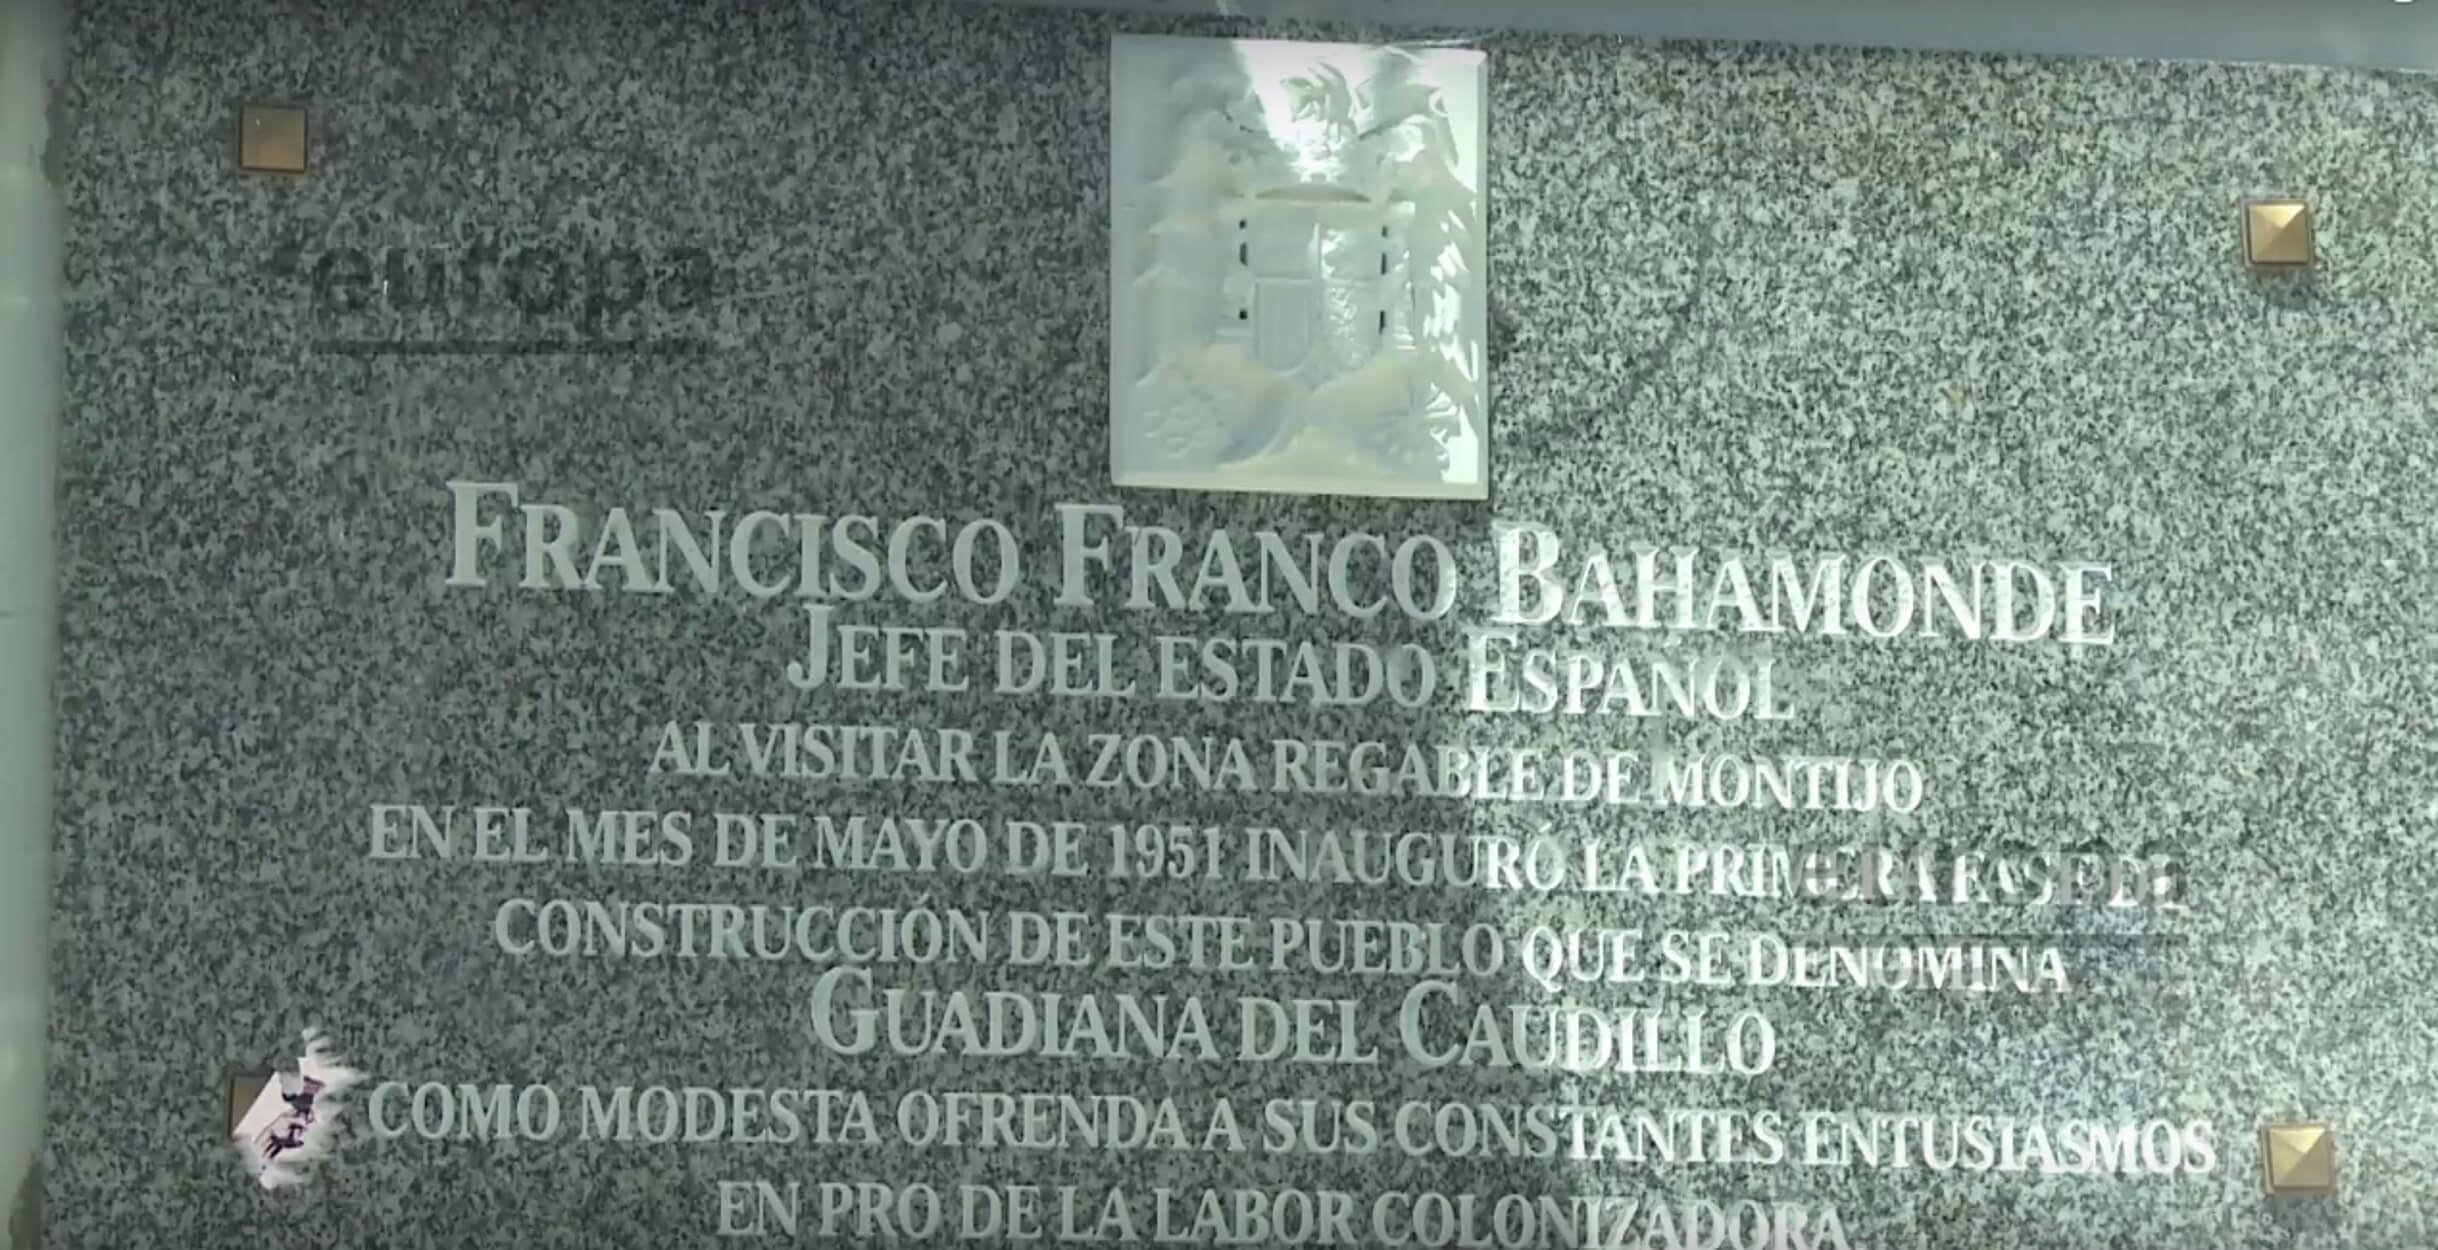 europa
FRANCISCO FRANCO BAHAMONDE
JEFE DEL ESTADO ESPAÑOL
AL VISITAR LA ZONA REGABLE DE MONTIJO
EN EL MES DE MAYO DE 1951 INAUGURÓ LA PRIMERA FASE DE
CONSTRUCCIÓN DE ESTE PUEBLO QUE SE DENOMINA
GUADIANA DEL CAUDILLO
COMO MODESTA OFRENDA A SUS CONSTANTES ENTUSIASMOS
EN PRO DE LA LABOR COLONIZADORA.